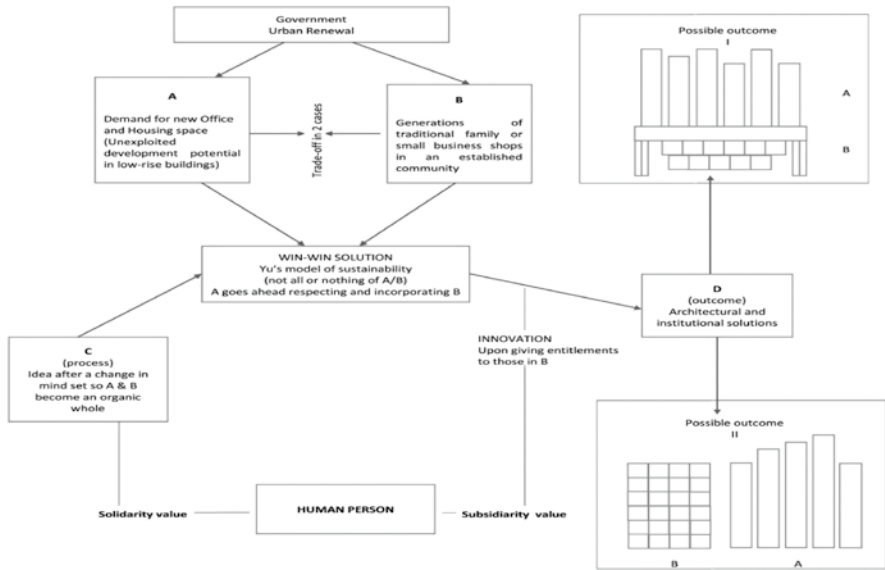 Government
Urban Renewal
A
Demand for new Office
and Housing space
(Unexploited
development potential
in low-rise buildings)
Trade-off in 2 cases
B
Generations of
traditional family or
small business shops
in an established
community
WIN-WIN SOLUTION
Yu's model of sustainability
(not all or nothing of A/B)
A goes ahead respecting and incorporating B
C
(process)
Idea after a change in
mind set so A & B
become an organic
whole
INNOVATION
Upon giving entitlements
to those in B
D
(outcome)
Architectural and
institutional solutions
Solidarity value
HUMAN PERSON
Subsidiarity value
Possible outcome
I
A
B
Possible outcome
II
B
A